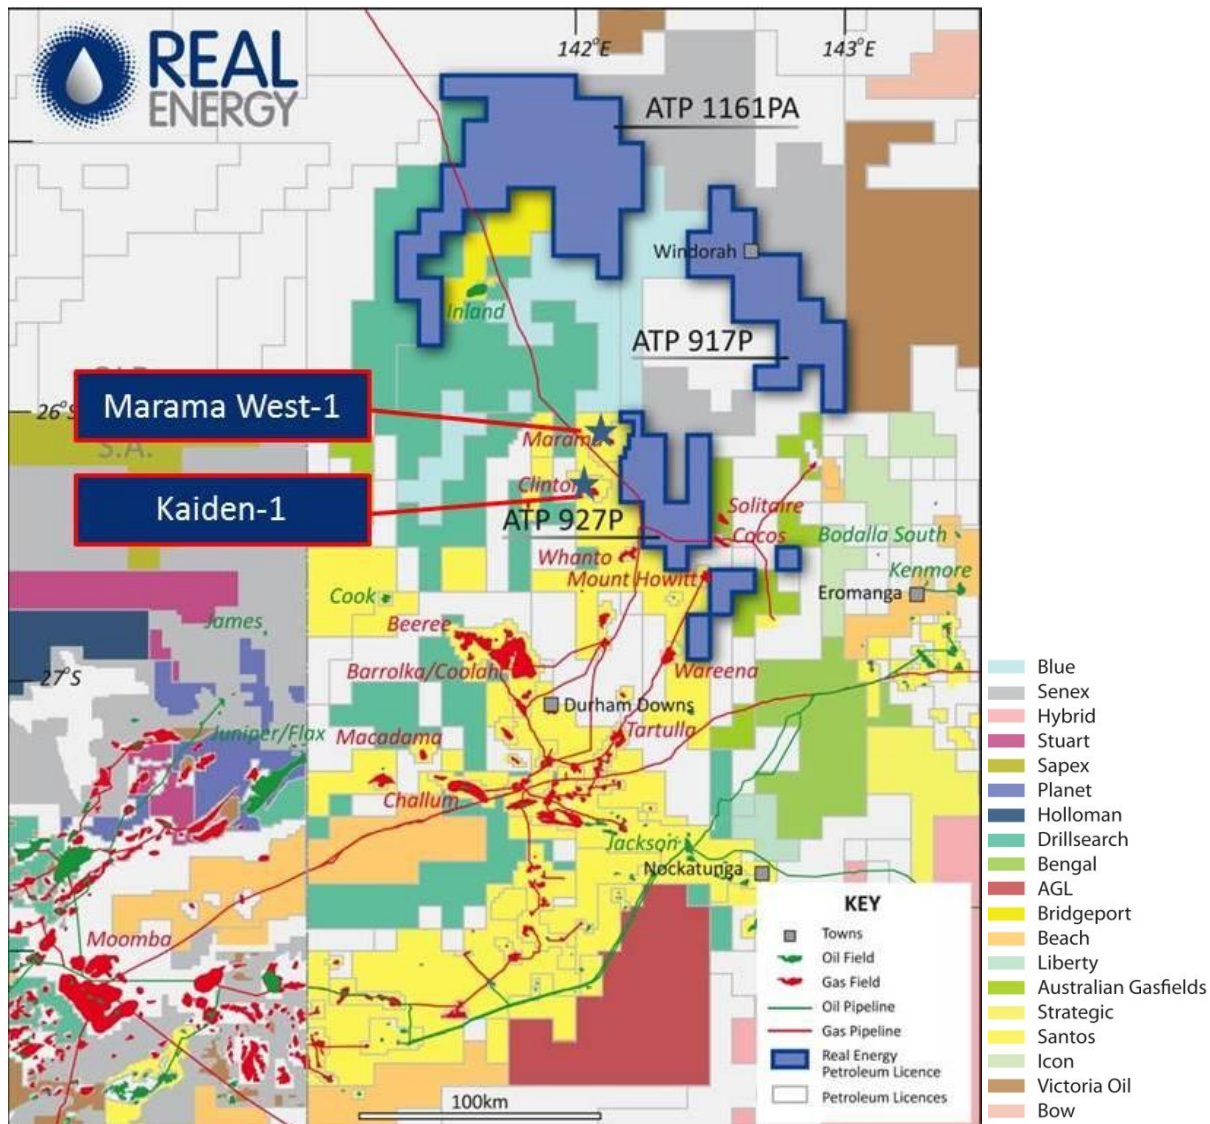 REAL
ENERGY
142°E
143°E
ATP 1161PA
Windorah
Inland
ATP 917P
Marama West-1
26°S
Marama
S.A.
Kaiden-1
Clinton
ATP 927P
Solitaire
Cocos
Bodalla South
Whanto
Mount Howitt
Kenmore
Cook
Eromanga
James
Beeree
Barrolka/Coolah
Wareena
27°S
Durham Downs
Juniper/Flax
Tartulla
Macadama
Challum
Jackson
Nockatunga
Moomba
KEY
Towns
Oil Field
Gas Field
Oil Pipeline
Gas Pipeline
Real Energy
Petroleum Licence
Petroleum Licences
100km
Blue
Senex
Hybrid
Stuart
Sapex
Planet
Holloman
Drillsearch
Bengal
AGL
Bridgeport
Beach
Liberty
Australian Gasfields
Strategic
Santos
Icon
Victoria Oil
Bow